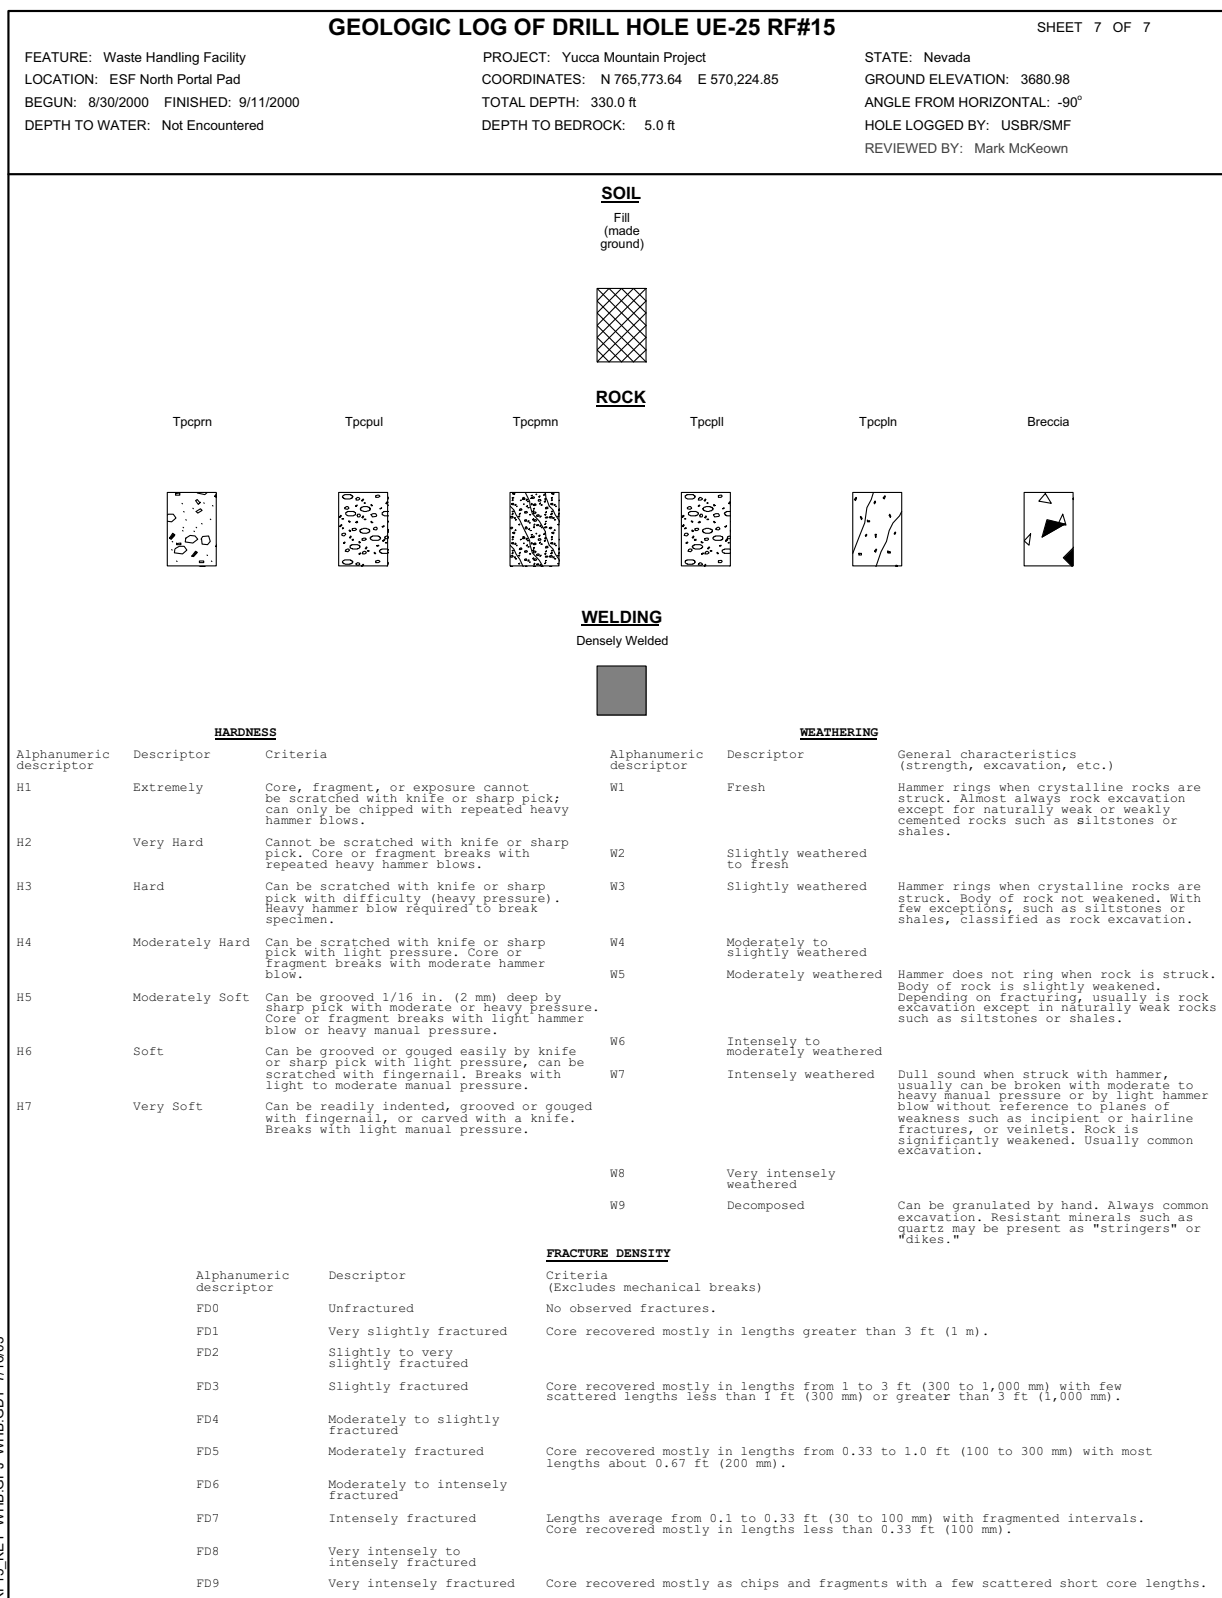 GEOLOGIC LOG OF DRILL HOLE UE-25 RF#15
SHEET 7 OF 7
FEATURE: Waste Handling Facility
PROJECT: Yucca Mountain Project
STATE: Nevada
LOCATION: ESF North Portal Pad
COORDINATES: N 765,773.64 E 570,224.85
GROUND ELEVATION: 3680.98
BEGUN: 8/30/2000 FINISHED: 9/11/2000
TOTAL DEPTH: 330.0 ft
ANGLE FROM HORIZONTAL: -90°
DEPTH TO WATER: Not Encountered
DEPTH TO BEDROCK: 5.0 ft
HOLE LOGGED BY: USBR/SMF
REVIEWED BY: Mark McKeown
SOIL
Fill
(made
ground)
ROCK
Tpcprn
Tpcpul
Tpcpmn
Tpcpll
Tpcpln
Breccia
WELDING
Densely Welded
HARDNESS
Alphanumeric Descriptor Criteria
descriptor
H1 Extremely Core, fragment, or exposure cannot
be scratched with knife or sharp pick;
can only be chipped with repeated heavy
hammer blows.
H2 Very Hard Cannot be scratched with knife or sharp
pick. Core or fragment breaks with
repeated heavy hammer blows.
H3 Hard Can be scratched with knife or sharp
pick with difficulty (heavy pressure).
Heavy hammer blow required to break
specimen.
H4 Moderately Hard Can be scratched with knife or sharp
pick with light pressure. Core or
fragment breaks with moderate hammer
blow.
H5 Moderately Soft Can be grooved 1/16 in. (2 mm) deep by
sharp pick with moderate or heavy pressure.
Core or fragment breaks with light hammer
blow or heavy manual pressure.
H6 Soft Can be grooved or gouged easily by knife
or sharp pick with light pressure, can be
scratched with fingernail. Breaks with
light to moderate manual pressure.
H7 Very Soft Can be readily indented, grooved or gouged
with fingernail, or carved with a knife.
Breaks with light manual pressure.
WEATHERING
Alphanumeric Descriptor General characteristics
descriptor (strength, excavation, etc.)
W1 Fresh Hammer rings when crystalline rocks are
struck. Almost always rock excavation
except for naturally weak or weakly
cemented rocks such as siltstones or
shales.
W2 Slightly weathered
to fresh
W3 Slightly weathered Hammer rings when crystalline rocks are
struck. Body of rock not weakened. With
few exceptions, such as siltstones or
shales, classified as rock excavation.
W4 Moderately to
slightly weathered
W5 Moderately weathered Hammer does not ring when rock is struck.
Body of rock is slightly weakened.
Depending on fracturing, usually is rock
excavation except in naturally weak rocks
such as siltstones or shales.
W6 Intensely to
moderately weathered
W7 Intensely weathered Dull sound when struck with hammer,
usually can be broken with moderate to
heavy manual pressure or by light hammer
blow without reference to planes of
weakness such as incipient or hairline
fractures, or veinlets. Rock is
significantly weakened. Usually common
excavation.
W8 Very intensely
weathered
W9 Decomposed Can be granulated by hand. Always common
excavation. Resistant minerals such as
quartz may be present as "stringers" or
"dikes."
FRACTURE DENSITY
Alphanumeric Descriptor Criteria
descriptor (Excludes mechanical breaks)
FD0 Unfractured No observed fractures.
FD1 Very slightly fractured Core recovered mostly in lengths greater than 3 ft (1 m).
FD2 Slightly to very
slightly fractured
FD3 Slightly fractured Core recovered mostly in lengths from 1 to 3 ft (300 to 1,000 mm) with few
scattered lengths less than 1 ft (300 mm) or greater than 3 ft (1,000 mm).
FD4 Moderately to slightly
fractured
FD5 Moderately fractured Core recovered mostly in lengths from 0.33 to 1.0 ft (100 to 300 mm) with most
lengths about 0.67 ft (200 mm).
FD6 Moderately to intensely
fractured
FD7 Intensely fractured Lengths average from 0.1 to 0.33 ft (30 to 100 mm) with fragmented intervals.
Core recovered mostly in lengths less than 0.33 ft (100 mm).
FD8 Very intensely to
intensely fractured
FD9 Very intensely fractured Core recovered mostly as chips and fragments with a few scattered short core lengths.